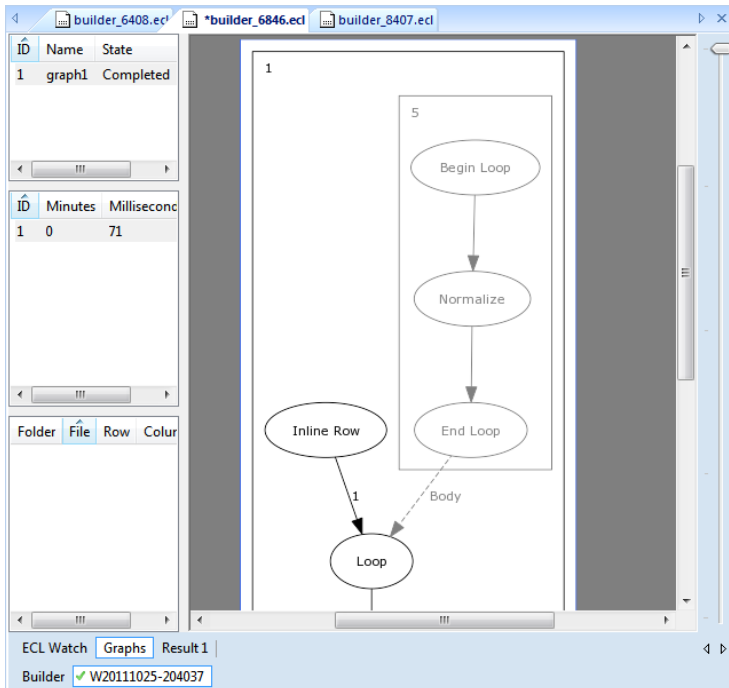 builder_6408.ecl
*builder_6846.ecl
builder_8407.ecl
ID Name State
1 graph1 Completed
ID Minutes Millisecond
1 0 71
Folder File Row Colur
1
5
Begin Loop
Normalize
Inline Row
End Loop
1
Body
Loop
ECL Watch Graphs Result 1
Builder W20111025-204037